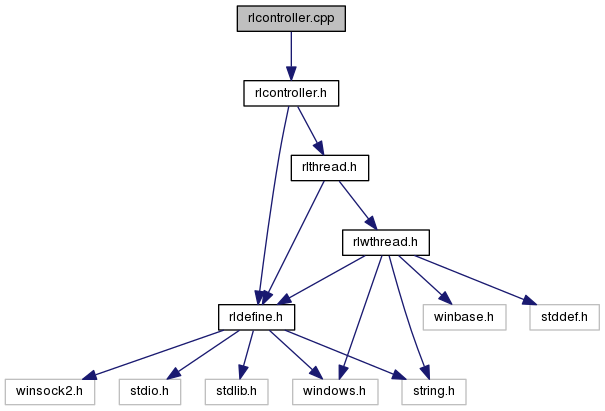 rlcontroller.cpp
rlcontroller.h
rlthread.h
rlwthread.h
rldefine.h
winbase.h
stddef.h
winsock2.h
stdio.h
stdlib.h
windows.h
string.h